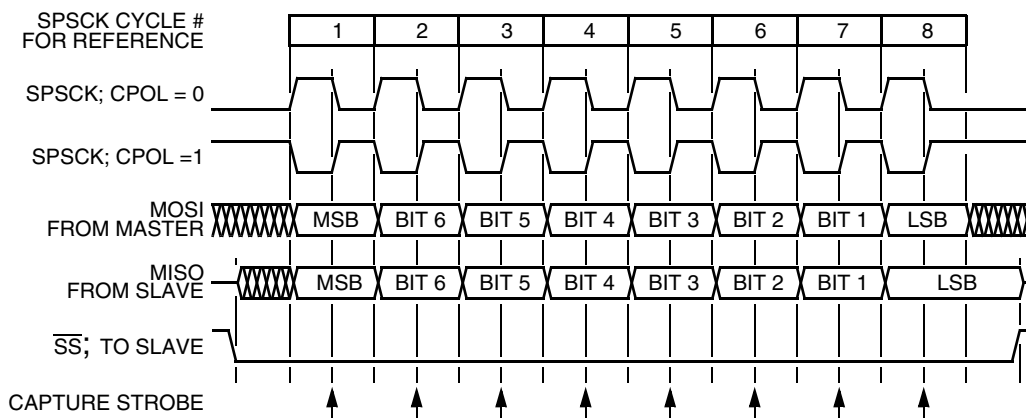 SPSCK CYCLE #
FOR REFERENCE
1 2 3 4 5 6 7 8
SPSCK; CPOL = 0
SPSCK; CPOL =1
MOSI
FROM MASTER
MSB BIT 6 BIT 5 BIT 4 BIT 3 BIT 2 BIT 1 LSB
MISO
FROM SLAVE
MSB BIT 6 BIT 5 BIT 4 BIT 3 BIT 2 BIT 1 LSB
SS; TO SLAVE
CAPTURE STROBE